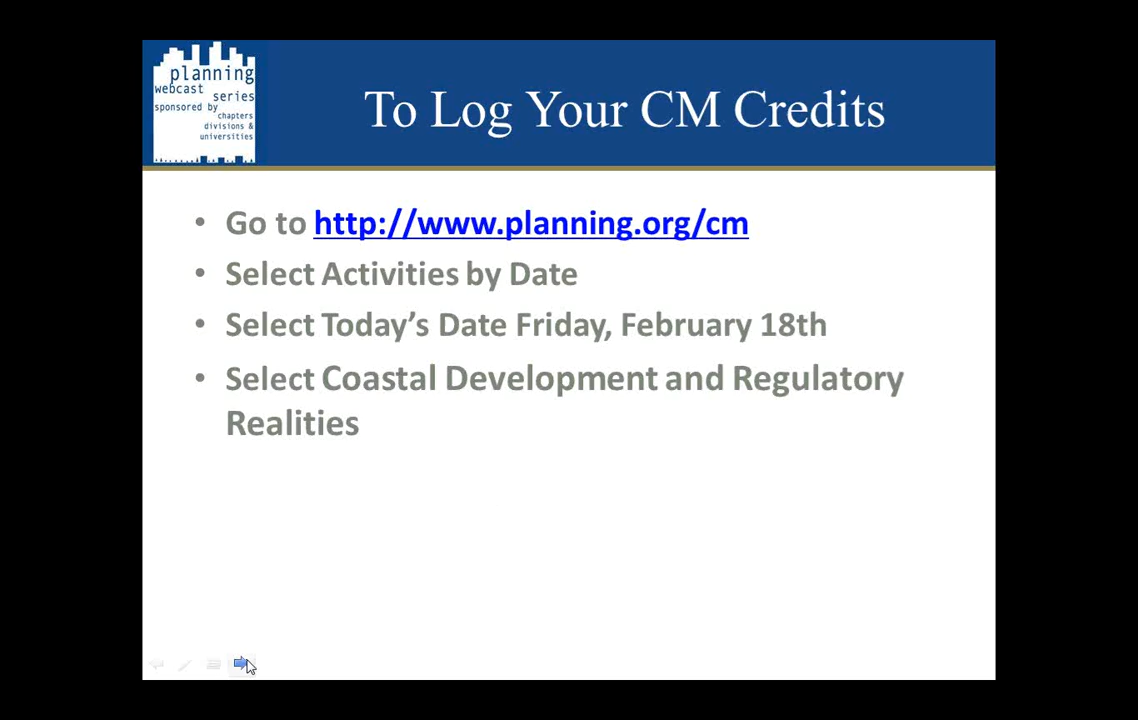 planning
webcast series
sponsored by
chapters
divisions &
universities
To Log Your CM Credits
• Go to http://www.planning.org/cm
• Select Activities by Date
• Select Today’s Date Friday, February 18th
• Select Coastal Development and Regulatory
Realities